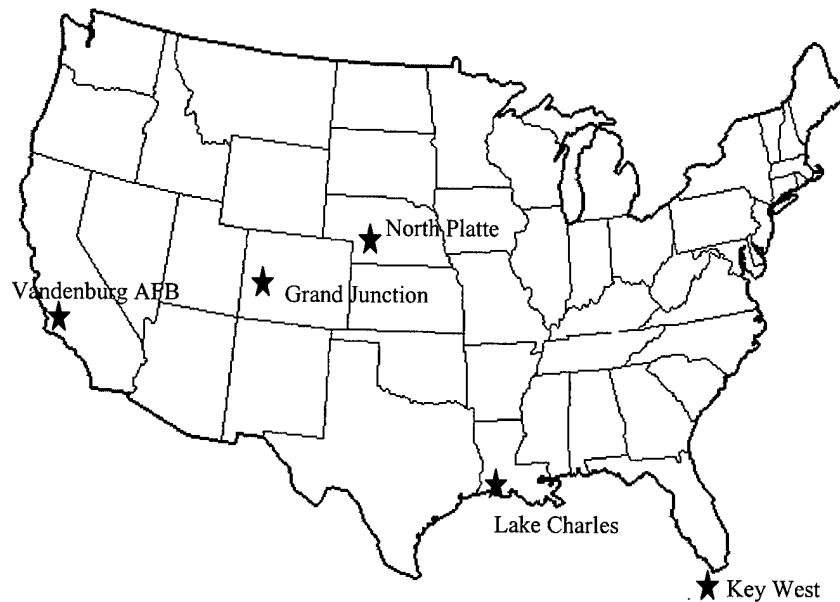 North Platte
Vandenburg AFB
Grand Junction
Lake Charles
Key West